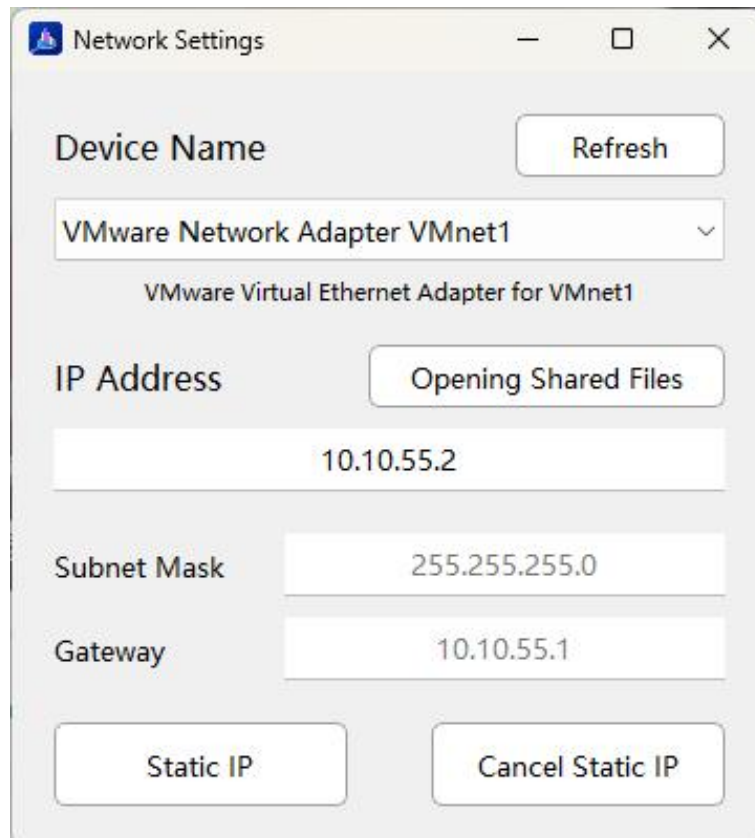 Network Settings
Device Name
Refresh
VMware Network Adapter VMnet1
VMware Virtual Ethernet Adapter for VMnet1
IP Address
Opening Shared Files
10.10.55.2
Subnet Mask
255.255.255.0
Gateway
10.10.55.1
Static IP
Cancel Static IP